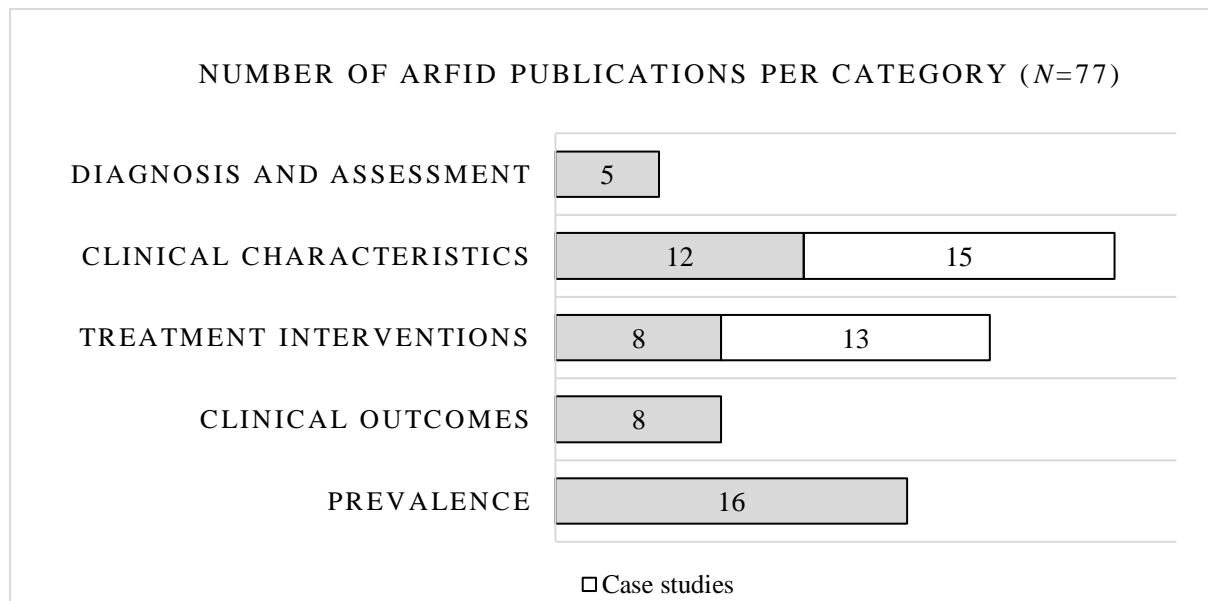 NUMBER OF ARFID PUBLICATIONS PER CATEGORY (N=77)
DIAGNOSIS AND ASSESSMENT
5
CLINICAL CHARACTERISTICS
12
15
TREATMENT INTERVENTIONS
8
13
CLINICAL OUTCOMES
8
PREVALENCE
16
Case studies